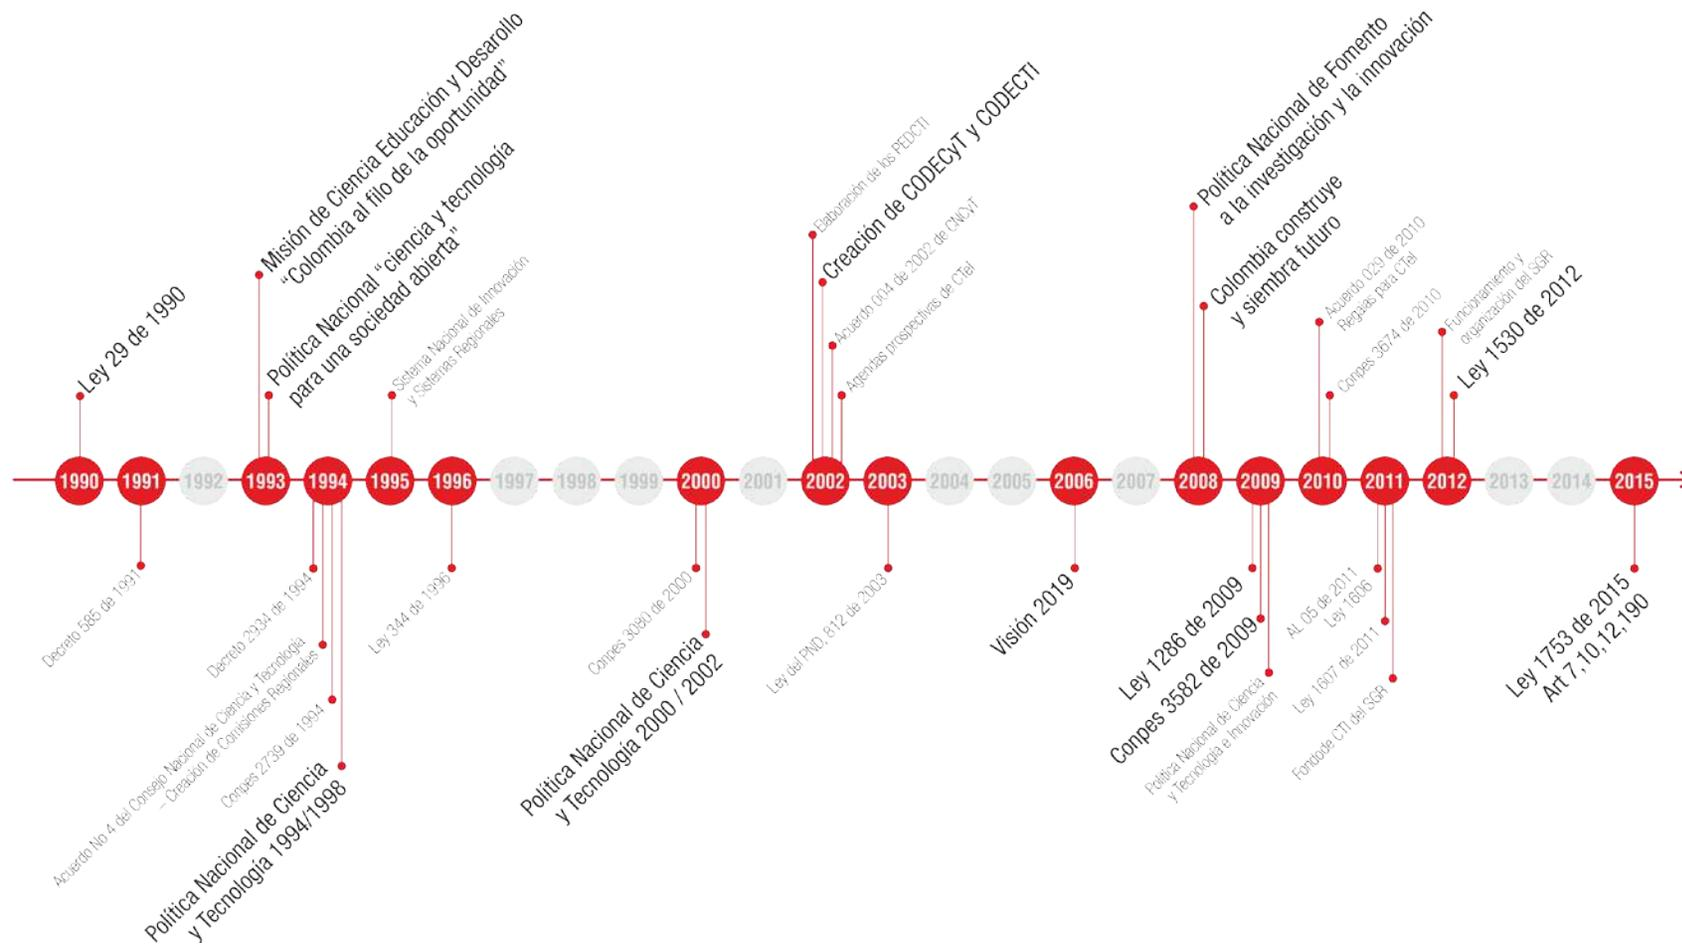 Ley 29 de 1990
Misión de Ciencia Educación y Desarollo
“Colombia al filo de la oportunidad”
Política Nacional “ciencia y tecnología
para una sociedad abierta”
Sistema Nacional de Innovación
y Sistemas Regionales
Elaboración de los PEDCTI
Creación de CODECyT y CODECTI
Acuerdo 004 de 2002 de CNCyT
Agendas prospectivas de CTeI
Política Nacional de Fomento
a la investigación y la innovación
Colombia construye
y siembra futuro
Acuerdo 029 de 2010
Regalías para CTeI
Conpes 3674 de 2010
Funcionamiento y
organización del SGR
Ley 1530 de 2012
1990 1991 1992 1993 1994 1995 1996 1997 1998 1999 2000 2001 2002 2003 2004 2005 2006 2007 2008 2009 2010 2011 2012 2013 2014 2015
Decreto 585 de 1991
Decreto 2934 de 1994
Acuerdo No 4 del Consejo Nacional de Ciencia y Tecnología
– Creación de Comisiones Regionales
Conpes 2739 de 1994
Política Nacional de Ciencia
y Tecnología 1994/1998
Ley 344 de 1996
Conpes 3080 de 2000
Política Nacional de Ciencia
y Tecnología 2000 / 2002
Ley del PND, 812 de 2003
Visión 2019
Ley 1286 de 2009
Conpes 3582 de 2009
Política Nacional de Ciencia
y Tecnología e Innovación
AL 05 de 2011
Ley 1606
Ley 1607 de 2011
Fondode CTI del SGR
Ley 1753 de 2015
Art 7,10,12,190